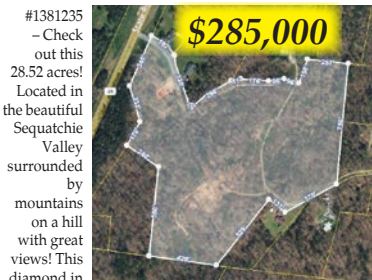 #1381235
– Check
out this
28.52 acres!
Located in
the beautiful
Sequatchie
Valley
surrounded
by
mountains
on a hill
with great
views! This
diamond in
$285,000